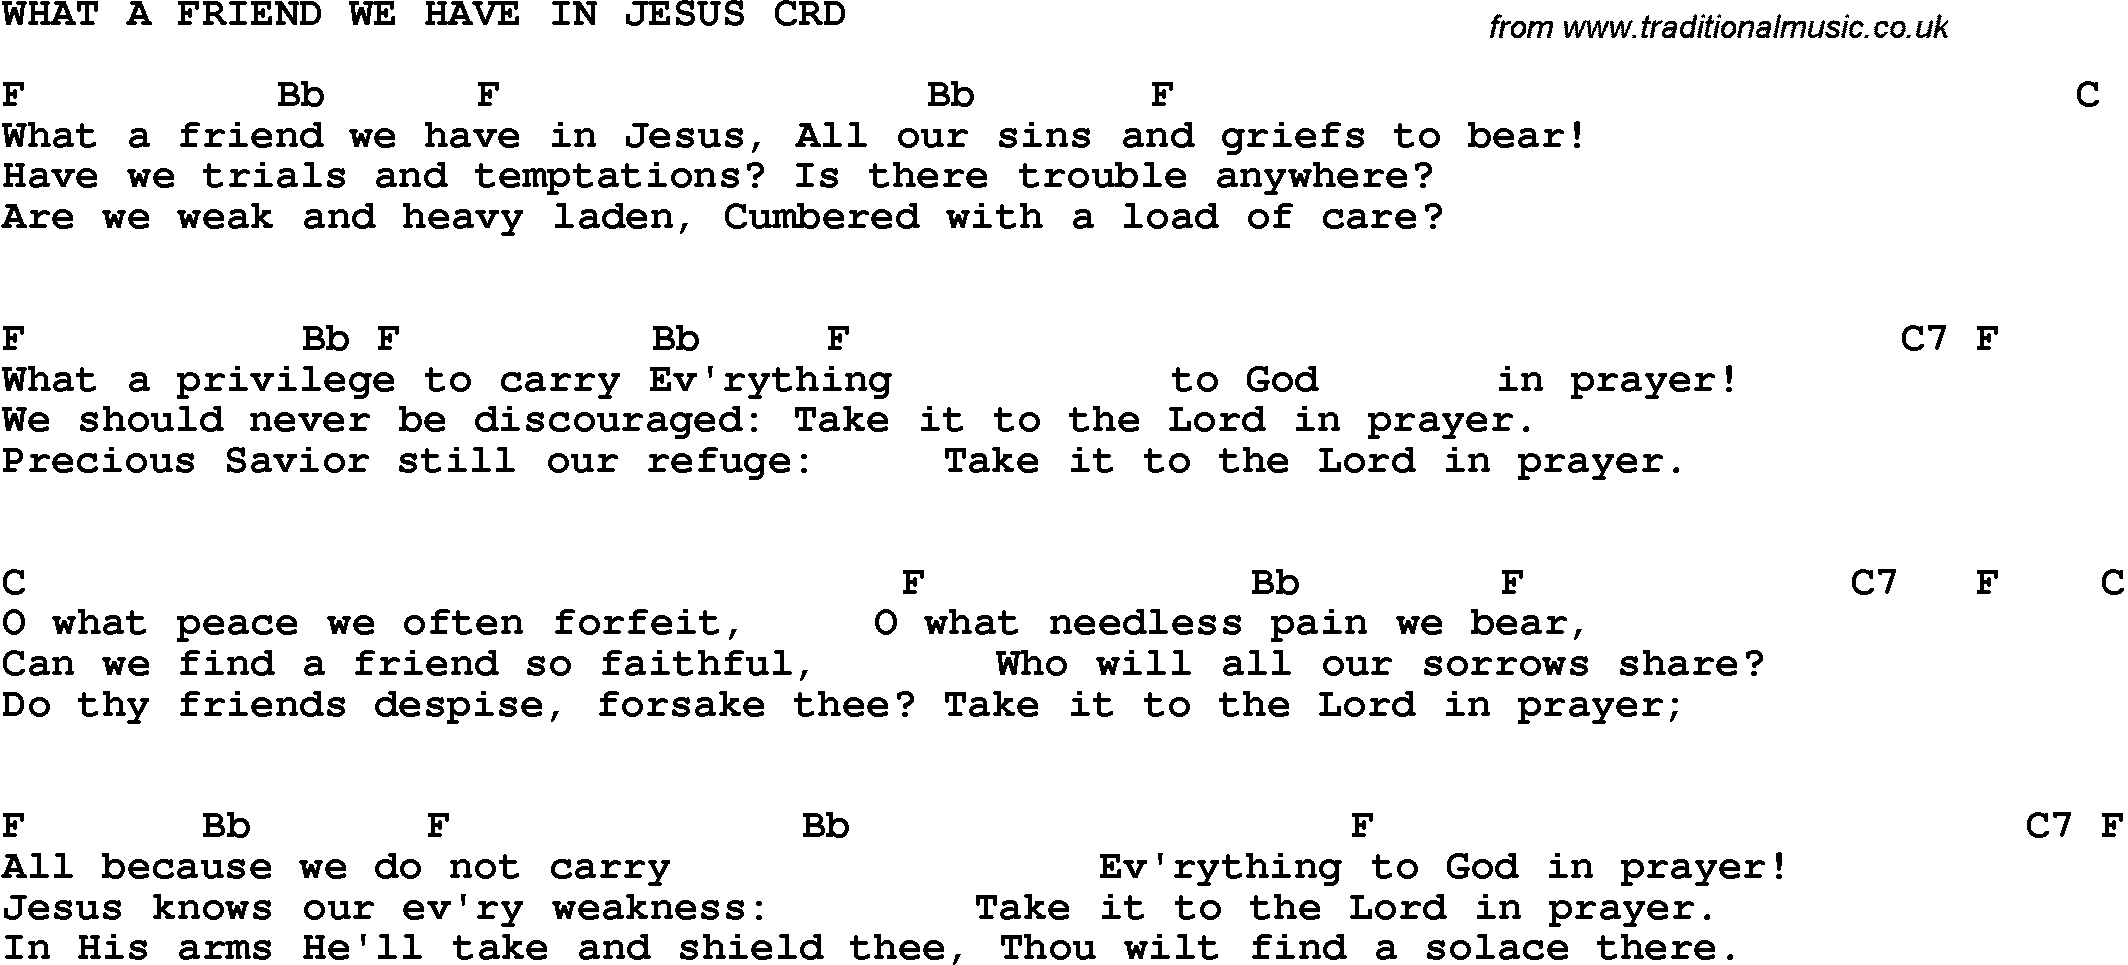 WHAT A FRIEND WE HAVE IN JESUS CRD from www.traditionalmusic.co.uk
F Bb F Bb F C
What a friend we have in Jesus, All our sins and griefs to bear!
Have we trials and temptations? Is there trouble anywhere?
Are we weak and heavy laden, Cumbered with a load of care?
F Bb F Bb F C7 F
What a privilege to carry Ev'rything to God in prayer!
We should never be discouraged: Take it to the Lord in prayer.
Precious Savior still our refuge: Take it to the Lord in prayer.
C F Bb F C7 F C
O what peace we often forfeit, O what needless pain we bear,
Can we find a friend so faithful, Who will all our sorrows share?
Do thy friends despise, forsake thee? Take it to the Lord in prayer;
F Bb F Bb F C7 F
All because we do not carry Ev'rything to God in prayer!
Jesus knows our ev'ry weakness: Take it to the Lord in prayer.
In His arms He'll take and shield thee, Thou wilt find a solace there.